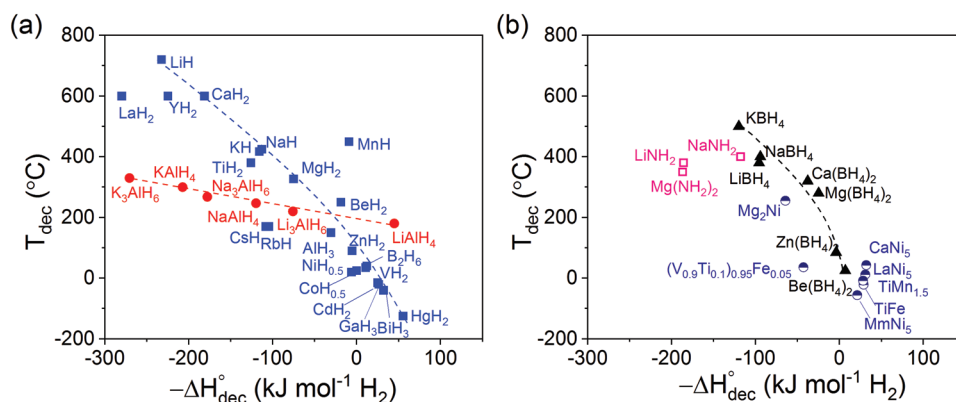 (a)
(b)
800
600
400
200
0
-200
T_dec (°C)
LiH
LaH₂
YH₂
CaH₂
KH
NaH
MnH
TiH₂
MgH₂
KAlH₄
K₃AlH₆
Na₃AlH₆
BeH₂
NaAlH₄
Li₃AlH₆
LiAlH₄
CsH
RbH
AlH₃
ZnH₂
NiH₀.₅
B₂H₆
CoH₀.₅
VH₂
CdH₂
GaH₃
BiH₃
HgH₂
-300
-200
-100
0
100
−ΔH°dec (kJ mol⁻¹ H₂)
800
600
400
200
0
-200
T_dec (°C)
KBH₄
LiNH₂
NaNH₂
NaBH₄
Mg(NH₂)₂
LiBH₄
Ca(BH₄)₂
Mg(BH₄)₂
Mg₂Ni
Zn(BH₄)₂
CaNi₅
(V₀.₉Ti₀.₁)₀.₉₅Fe₀.₀₅
LaNi₅
Be(BH₄)₂
TiMn₁.₅
TiFe
MmNi₅
-300
-200
-100
0
100
−ΔH°dec (kJ mol⁻¹ H₂)